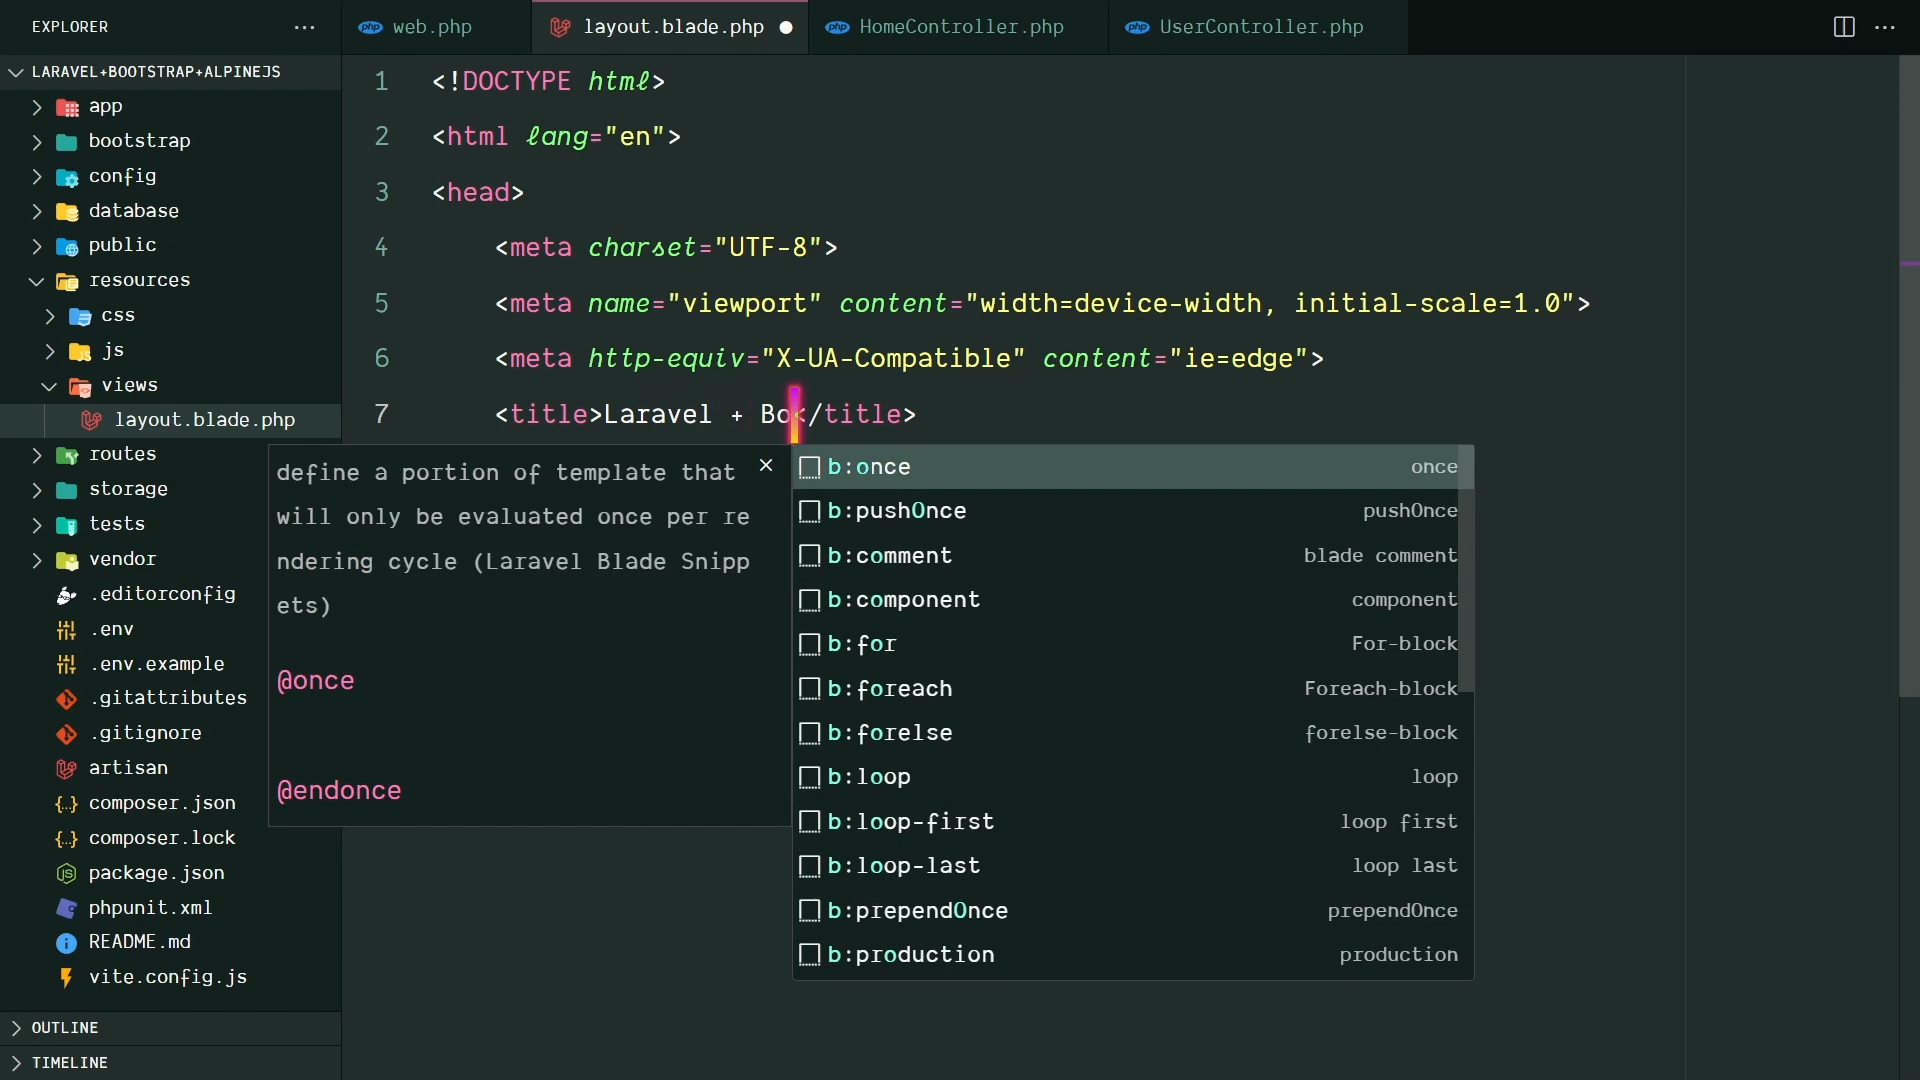 EXPLORER
LARAVEL+BOOTSTRAP+ALPINEJS
app
bootstrap
config
database
public
resources
css
js
views
layout.blade.php
routes
storage
tests
vendor
.editorconfig
.env
.env.example
.gitattributes
.gitignore
artisan
composer.json
composer.lock
package.json
phpunit.xml
README.md
vite.config.js
OUTLINE
TIMELINE
web.php
layout.blade.php
HomeController.php
UserController.php
1 <!DOCTYPE html>
2 <html lang="en">
3 <head>
4 <meta charset="UTF-8">
5 <meta name="viewport" content="width=device-width, initial-scale=1.0">
6 <meta http-equiv="X-UA-Compatible" content="ie=edge">
7 <title>Laravel + Bo</title>
define a portion of template that
will only be evaluated once per re
ndering cycle (Laravel Blade Snipp
ets)
@once
@endonce
b:once once
b:pushOnce pushOnce
b:comment blade comment
b:component component
b:for For-block
b:foreach Foreach-block
b:forelse forelse-block
b:loop loop
b:loop-first loop first
b:loop-last loop last
b:prependOnce prependOnce
b:production production